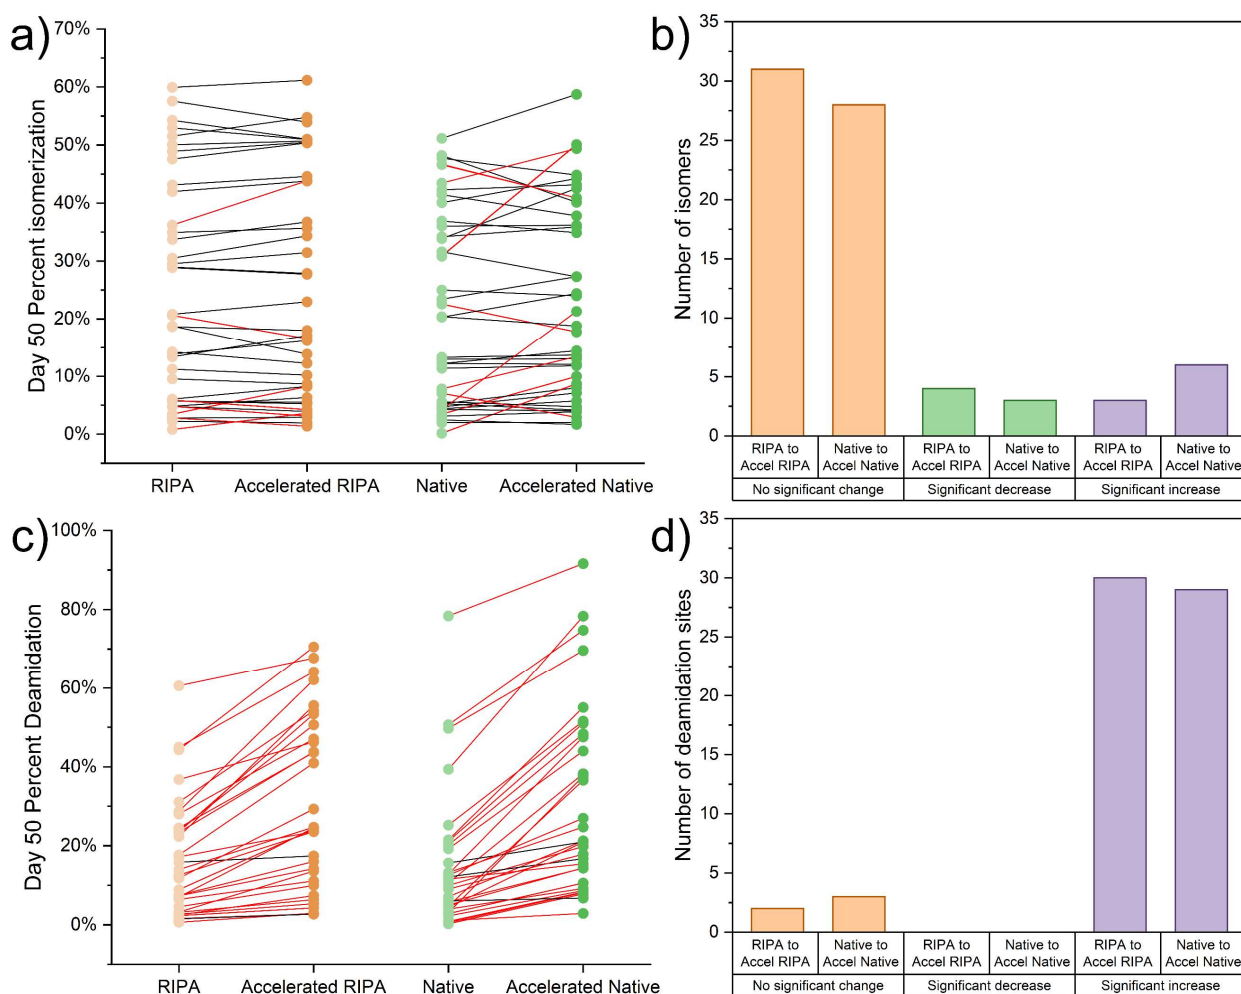 a)
70%
60%
50%
40%
30%
20%
10%
0%
Day 50 Percent isomerization
RIPA Accelerated RIPA Native Accelerated Native
b)
35
30
25
20
15
10
5
0
Number of isomers
RIPA to Accel RIPA
Native to Accel Native
RIPA to Accel RIPA
Native to Accel Native
RIPA to Accel RIPA
Native to Accel Native
No significant change Significant decrease Significant increase
c)
100%
80%
60%
40%
20%
0%
Day 50 Percent Deamidation
RIPA Accelerated RIPA Native Accelerated Native
d)
35
30
25
20
15
10
5
0
Number of deamidation sites
RIPA to Accel RIPA
Native to Accel Native
RIPA to Accel RIPA
Native to Accel Native
RIPA to Accel RIPA
Native to Accel Native
No significant change Significant decrease Significant increase